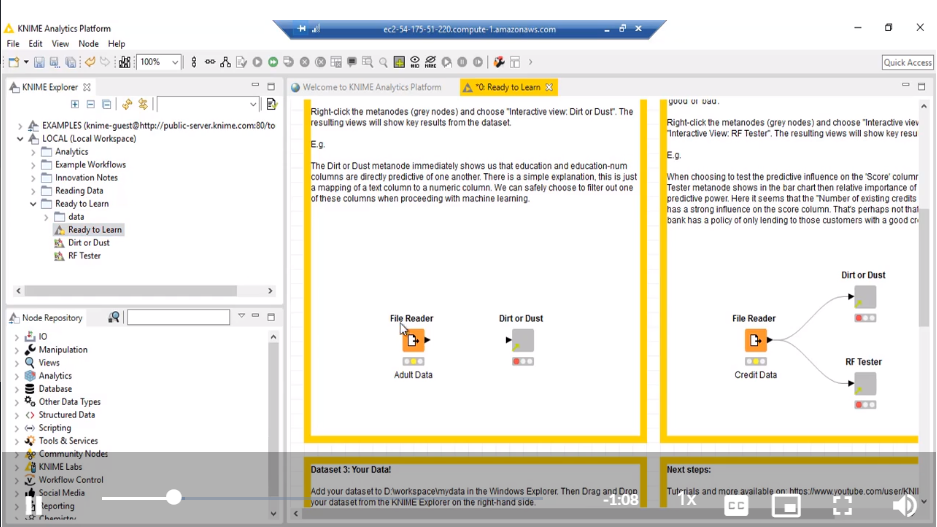 KNIME Analytics Platform
ec2-54-175-51-220.compute-1.amazonaws.com
File Edit View Node Help
100%
Quick Access
KNIME Explorer
Welcome to KNIME Analytics Platform
*0: Ready to Learn
EXAMPLES (knime-guest@http://public-server.knime.com:80/to
LOCAL (Local Workspace)
Analytics
Example Workflows
Innovation Notes
Reading Data
Ready to Learn
data
Ready to Learn
Dirt or Dust
RF Tester
Node Repository
IO
Manipulation
Views
Analytics
Database
Other Data Types
Structured Data
Scripting
Tools & Services
Community Nodes
KNIME Labs
Workflow Control
Social Media
Reporting
Chemistry
Right-click the metanodes (grey nodes) and choose "Interactive view: Dirt or Dust". The
resulting views will show key results from the dataset.
E.g.
The Dirt or Dust metanode immediately shows us that education and education-num
columns are directly predictive of one another. There is a simple explanation, this is just
a mapping of a text column to a numeric column. We can safely choose to filter out one
of these columns when proceeding with machine learning.
File Reader
Adult Data
Dirt or Dust
good or bad.
Right-click the metanodes (grey nodes) and choose "Interactive view
"Interactive View: RF Tester". The resulting views will show key resu
E.g.
When choosing to test the predictive influence on the 'Score' column
Tester metanode shows in the bar chart then relative importance of
predictive power. Here it seems that the "Number of existing credits
has a strong influence on the score column. That's perhaps not that
bank has a policy of only lending to those customers with a good cre
File Reader
Credit Data
Dirt or Dust
RF Tester
Dataset 3: Your Data!
Add your dataset to D:\workspace\mydata in the Windows Explorer. Then Drag and Drop
your dataset from the KNIME Explorer on the right-hand side.
Next steps:
Tutorials and more available on: https://www.youtube.com/user/KNI
-1:08
1x
CC